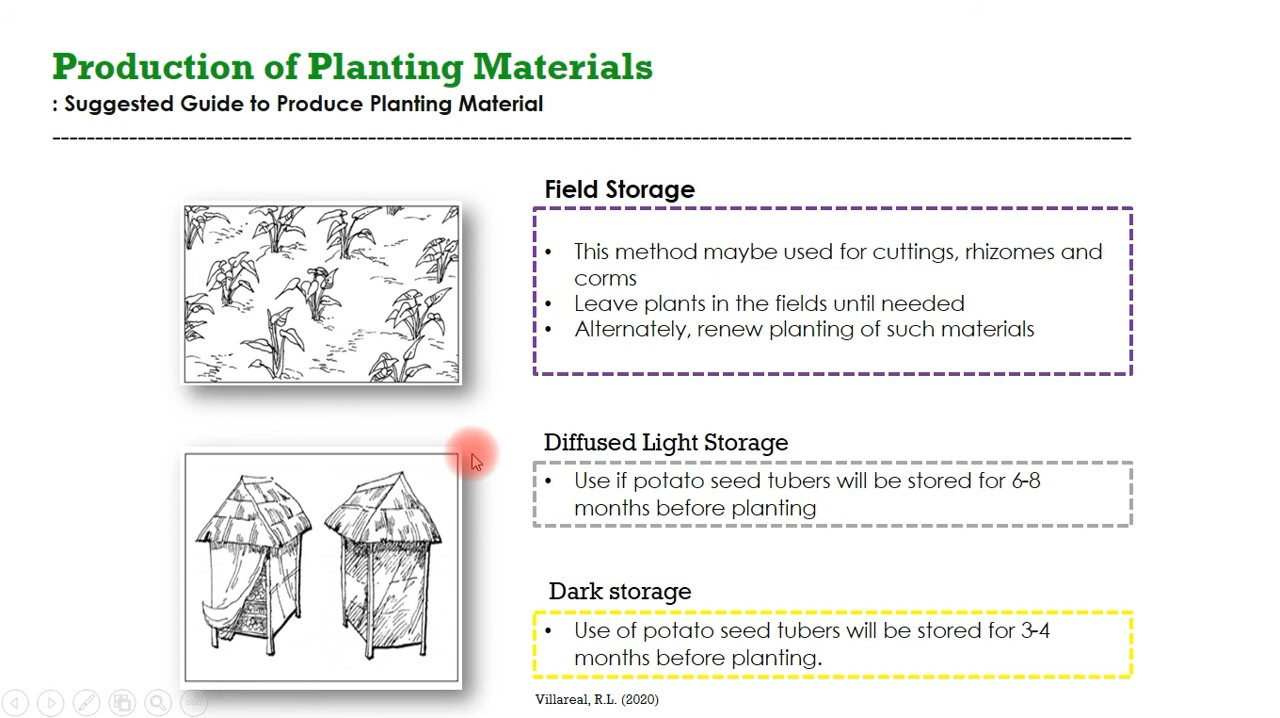 Production of Planting Materials
: Suggested Guide to Produce Planting Material
Field Storage
• This method maybe used for cuttings, rhizomes and
corms
• Leave plants in the fields until needed
• Alternately, renew planting of such materials
Diffused Light Storage
• Use if potato seed tubers will be stored for 6-8
months before planting
Dark storage
• Use of potato seed tubers will be stored for 3-4
months before planting.
Villareal, R.L. (2020)